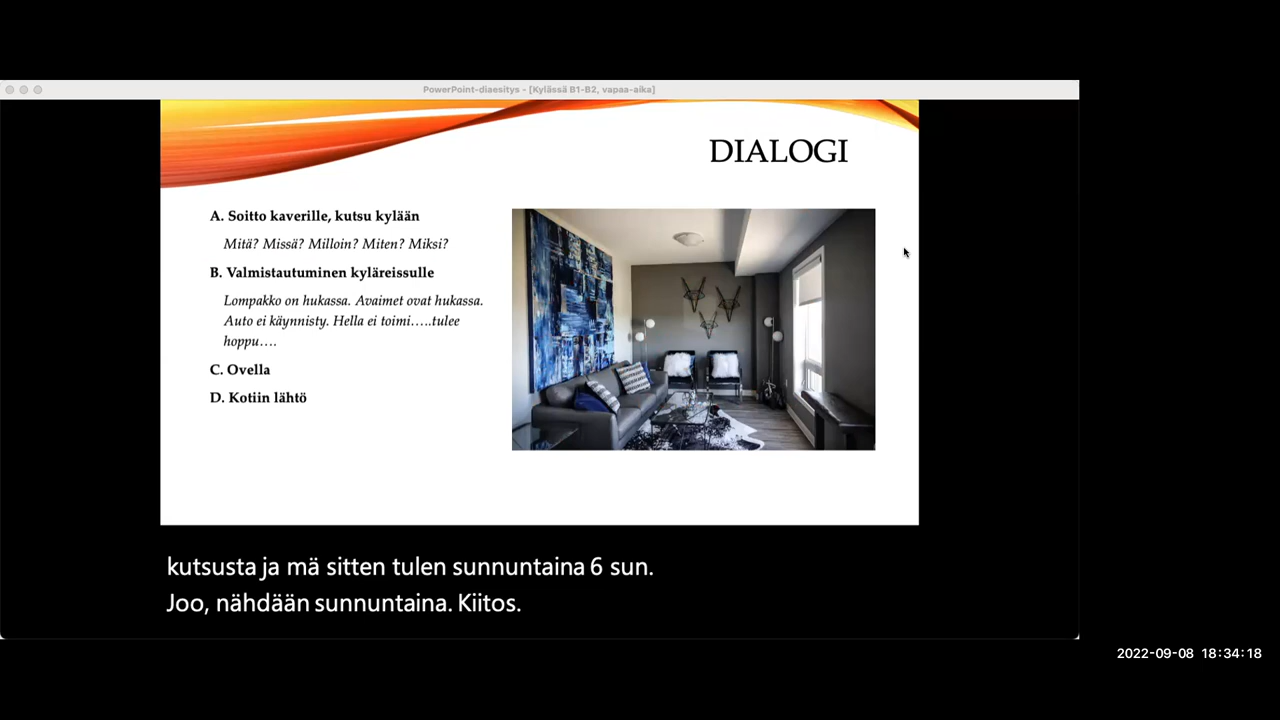 PowerPoint-diaesitys - [Kylässä B1-B2, vapaa-aika]
DIALOGI
A. Soitto kaverille, kutsu kylään
Mitä? Missä? Milloin? Miten? Miksi?
B. Valmistautuminen kyläreissulle
Lompakko on hukassa. Avaimet ovat hukassa.
Auto ei käynnisty. Hella ei toimi…..tulee
hoppu….
C. Ovella
D. Kotiin lähtö
kutsusta ja mä sitten tulen sunnuntaina 6 sun.
Joo, nähdään sunnuntaina. Kiitos.
2022-09-08 18:34:18